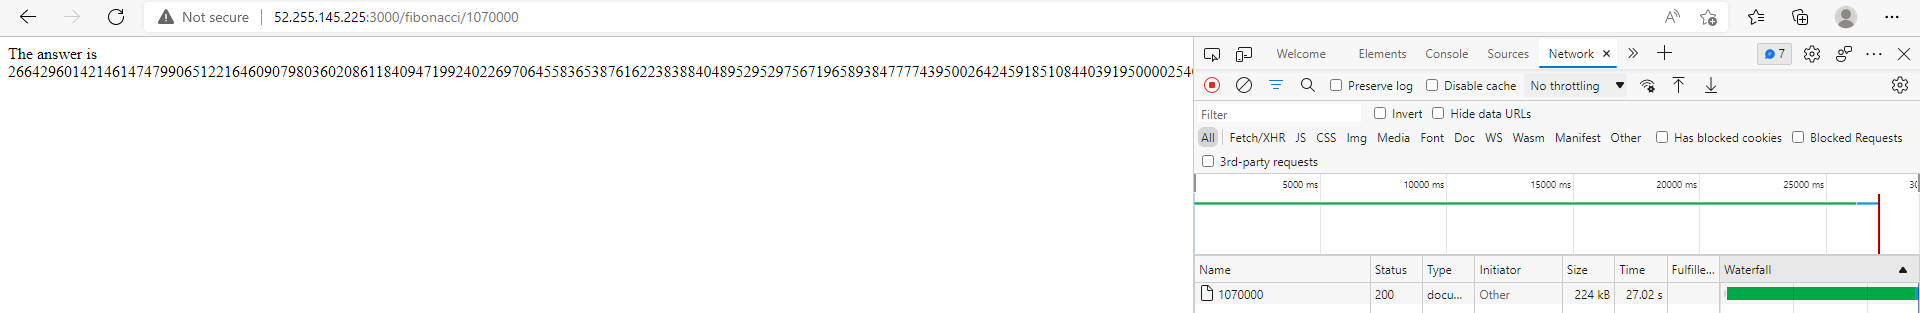 Not secure | 52.255.145.225:3000/fibonacci/1070000
The answer is
Welcome Elements Console Sources Network 7
Preserve log Disable cache No throttling
Filter Invert Hide data URLs
All Fetch/XHR JS CSS Img Media Font Doc WS Wasm Manifest Other Has blocked cookies Blocked Requests
3rd-party requests
5000 ms 10000 ms 15000 ms 20000 ms 25000 ms
Name Status Type Initiator Size Time Fulfille... Waterfall
1070000 200 docu... Other 224 kB 27.02 s